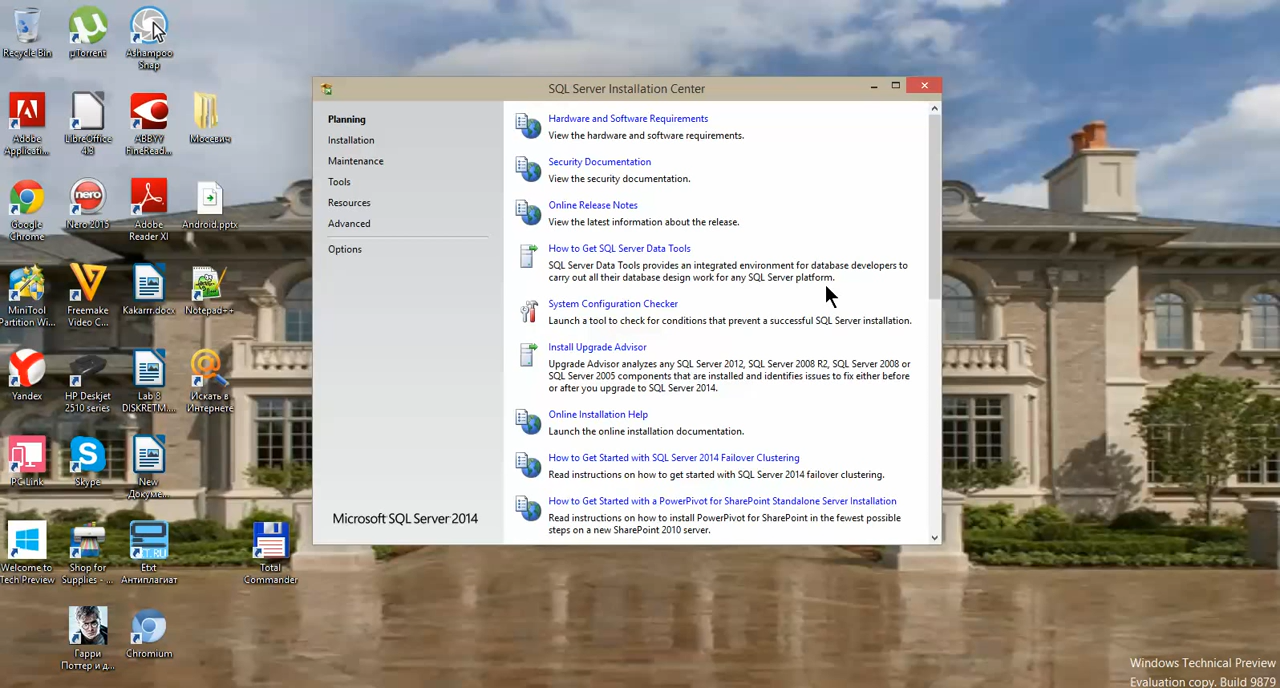 Recycle Bin
µTorrent
Ashampoo
Snap
Adobe
Applicati...
LibreOffice
4.3
ABBYY
FineRead...
Мосевич
Google
Chrome
Nero 2015
Adobe
Reader XI
Android.pptx
MiniTool
Partition Wi...
Freemake
Video C...
Kakarrr.docx
Notepad++
Yandex
HP Deskjet
2510 series
Lab 8
DISKRETM....
Искать в
Интернете
PC Link
Skype
New
Докуме...
Welcome to
Tech Preview
Shop for
Supplies - ...
Etxt
Антиплагиат
Total
Commander
Гарри
Поттер и д...
Chromium
SQL Server Installation Center
Planning
Installation
Maintenance
Tools
Resources
Advanced
Options
Microsoft SQL Server 2014
Hardware and Software Requirements
View the hardware and software requirements.
Security Documentation
View the security documentation.
Online Release Notes
View the latest information about the release.
How to Get SQL Server Data Tools
SQL Server Data Tools provides an integrated environment for database developers to
carry out all their database design work for any SQL Server platform.
System Configuration Checker
Launch a tool to check for conditions that prevent a successful SQL Server installation.
Install Upgrade Advisor
Upgrade Advisor analyzes any SQL Server 2012, SQL Server 2008 R2, SQL Server 2008 or
SQL Server 2005 components that are installed and identifies issues to fix either before
or after you upgrade to SQL Server 2014.
Online Installation Help
Launch the online installation documentation.
How to Get Started with SQL Server 2014 Failover Clustering
Read instructions on how to get started with SQL Server 2014 failover clustering.
How to Get Started with a PowerPivot for SharePoint Standalone Server Installation
Read instructions on how to install PowerPivot for SharePoint in the fewest possible
steps on a new SharePoint 2010 server.
Windows Technical Preview
Evaluation copy. Build 9879